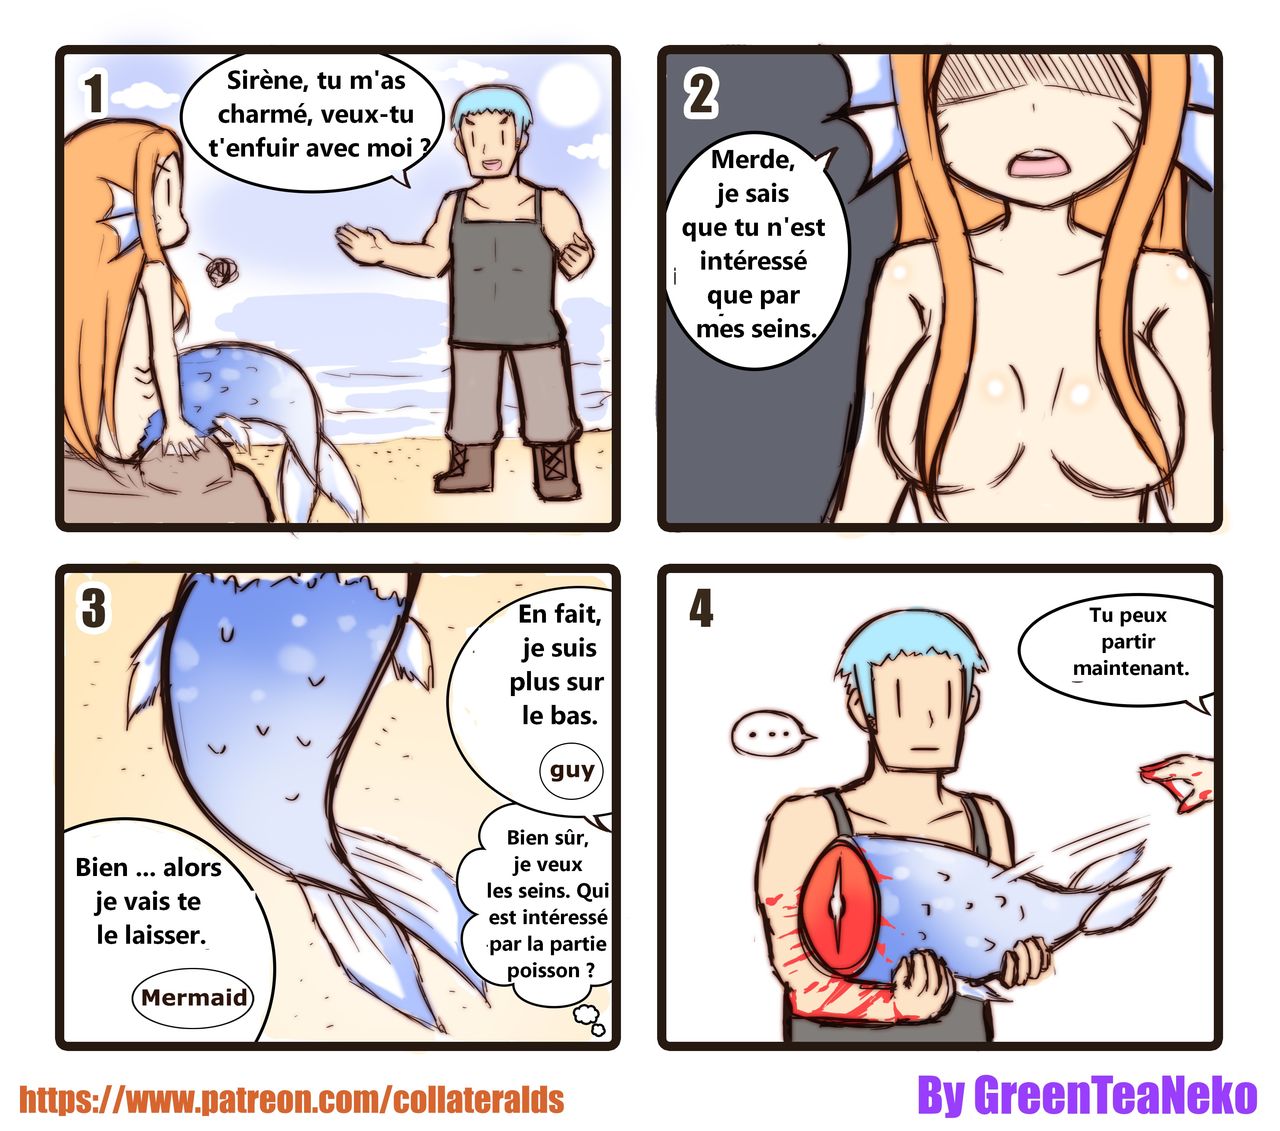 1
Sirène, tu m'as
charmé, veux-tu
t'enfuir avec moi ?
2
Merde,
je sais
que tu n'est
intéressé
que par
mes seins.
3
En fait,
je suis
plus sur
le bas.
guy
Bien sûr,
je veux
les seins. Qui
est intéressé
par la partie
poisson ?
Bien ... alors
je vais te
le laisser.
Mermaid
4
Tu peux
partir
maintenant.
...
https://www.patreon.com/collateralds
By GreenTeaNeko